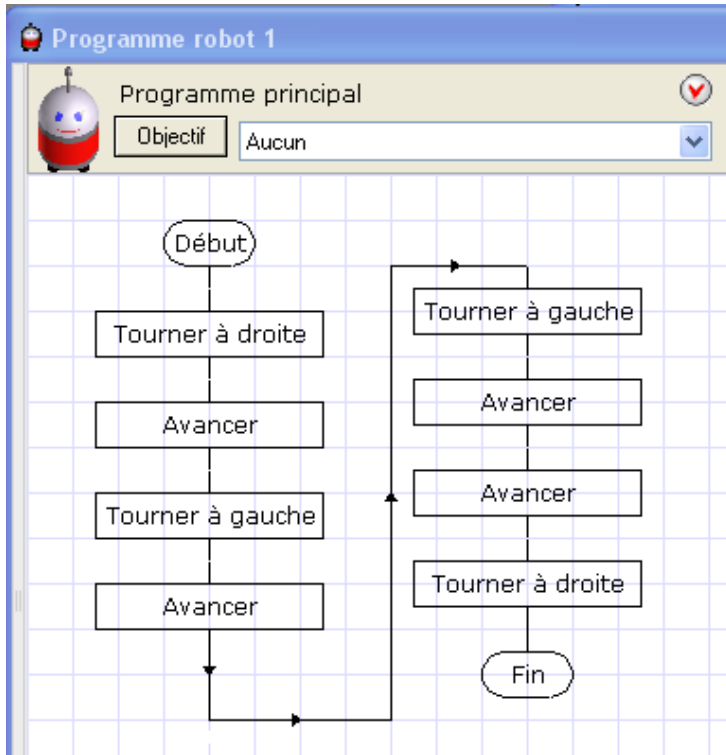 Programme robot 1
Programme principal
Objectif
Aucun
Début
Tourner à droite
Avancer
Tourner à gauche
Avancer
Tourner à gauche
Avancer
Avancer
Tourner à droite
Fin